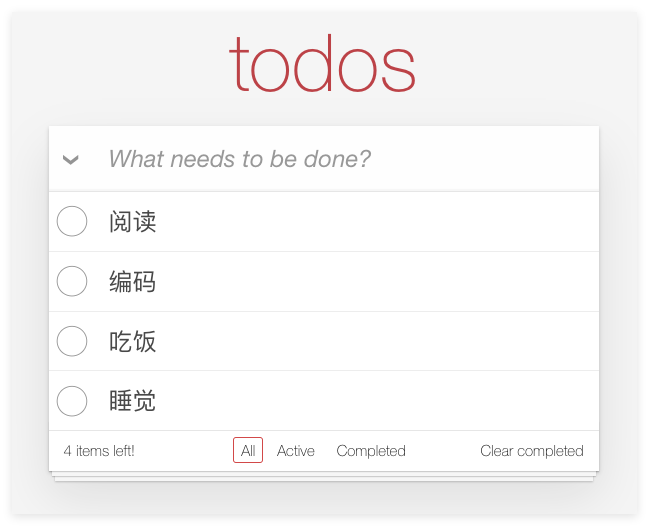 todos
What needs to be done?
阅读
编码
吃饭
睡觉
4 items left! All Active Completed Clear completed